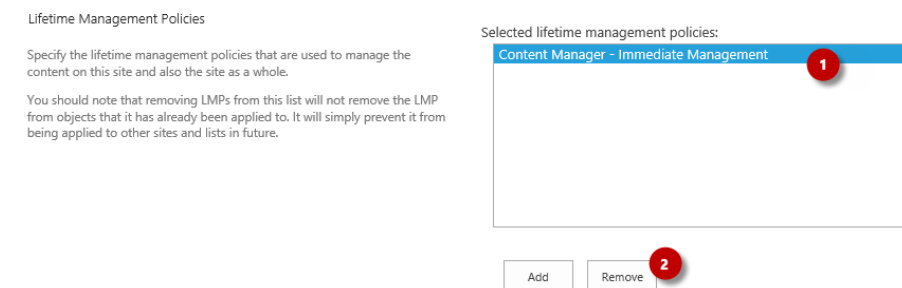 Lifetime Management Policies
Specify the lifetime management policies that are used to manage the
content on this site and also the site as a whole.
You should note that removing LMPs from this list will not remove the LMP
from objects that it has already been applied to. It will simply prevent it from
being applied to other sites and lists in future.
Selected lifetime management policies:
Content Manager - Immediate Management
1
Add
Remove
2